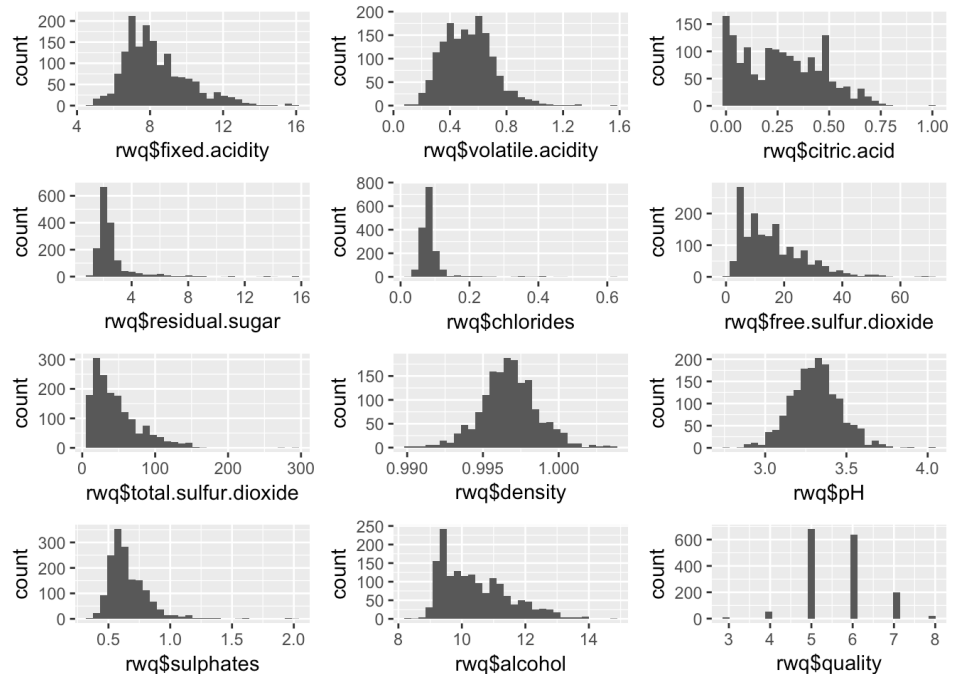 count
200
150
100
50
0
4 8 12 16
rwq$fixed.acidity
count
200
150
100
50
0
0.0 0.4 0.8 1.2 1.6
rwq$volatile.acidity
count
150
100
50
0
0.00 0.25 0.50 0.75 1.00
rwq$citric.acid
count
600
400
200
0
4 8 12 16
rwq$residual.sugar
count
800
600
400
200
0
0.0 0.2 0.4 0.6
rwq$chlorides
count
200
100
0
0 20 40 60
rwq$free.sulfur.dioxide
count
300
200
100
0
0 100 200 300
rwq$total.sulfur.dioxide
count
150
100
50
0
0.990 0.995 1.000
rwq$density
count
200
150
100
50
0
3.0 3.5 4.0
rwq$pH
count
300
200
100
0
0.5 1.0 1.5 2.0
rwq$sulphates
count
250
200
150
100
50
0
8 10 12 14
rwq$alcohol
count
600
400
200
0
3 4 5 6 7 8
rwq$quality